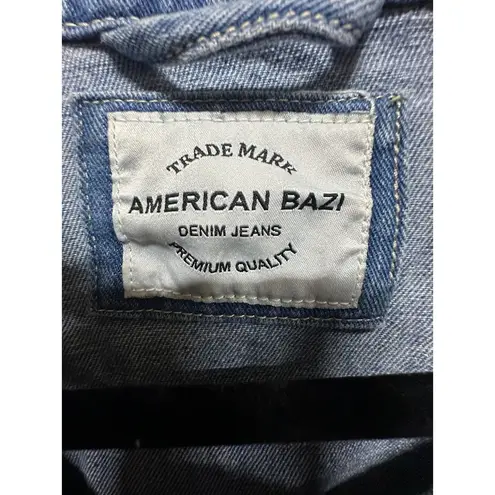 TRADE MARK
AMERICAN BAZI
DENIM JEANS
PREMIUM QUALITY